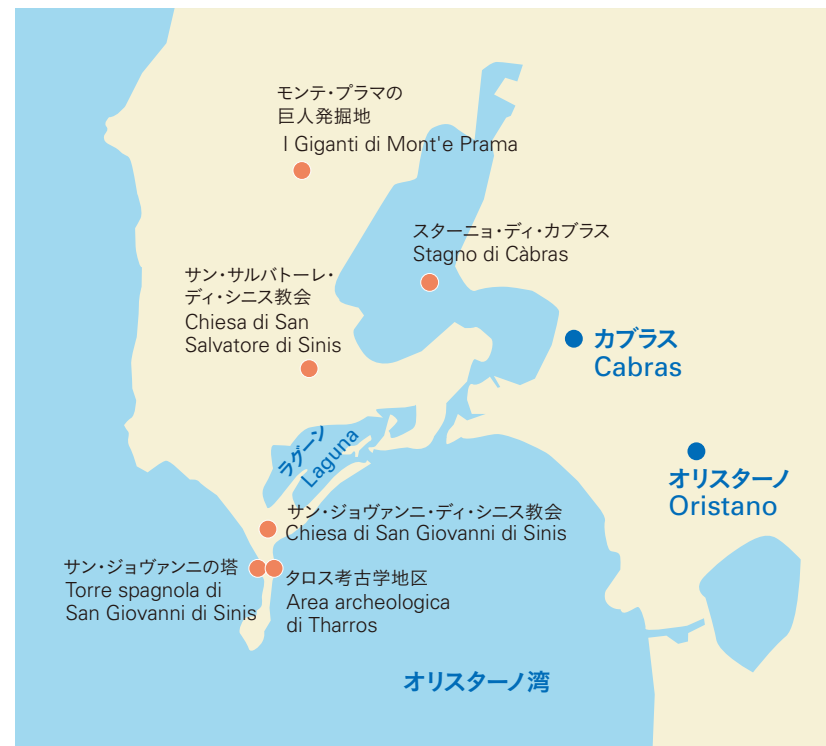 モンテ・プラマの
巨人発掘地
I Giganti di Mont'e Prama
スターニョ・ディ・カブラス
Stagno di Càbras
サン・サルバトーレ・
ディ・シニス教会
Chiesa di San
Salvatore di Sinis
カブラス
Cabras
ラグーン
Laguna
オリスターノ
Oristano
サン・ジョヴァンニ・ディ・シニス教会
Chiesa di San Giovanni di Sinis
サン・ジョヴァンニの塔
Torre spagnola di
San Giovanni di Sinis
タロス考古学地区
Area archeologica
di Tharros
オリスターノ湾